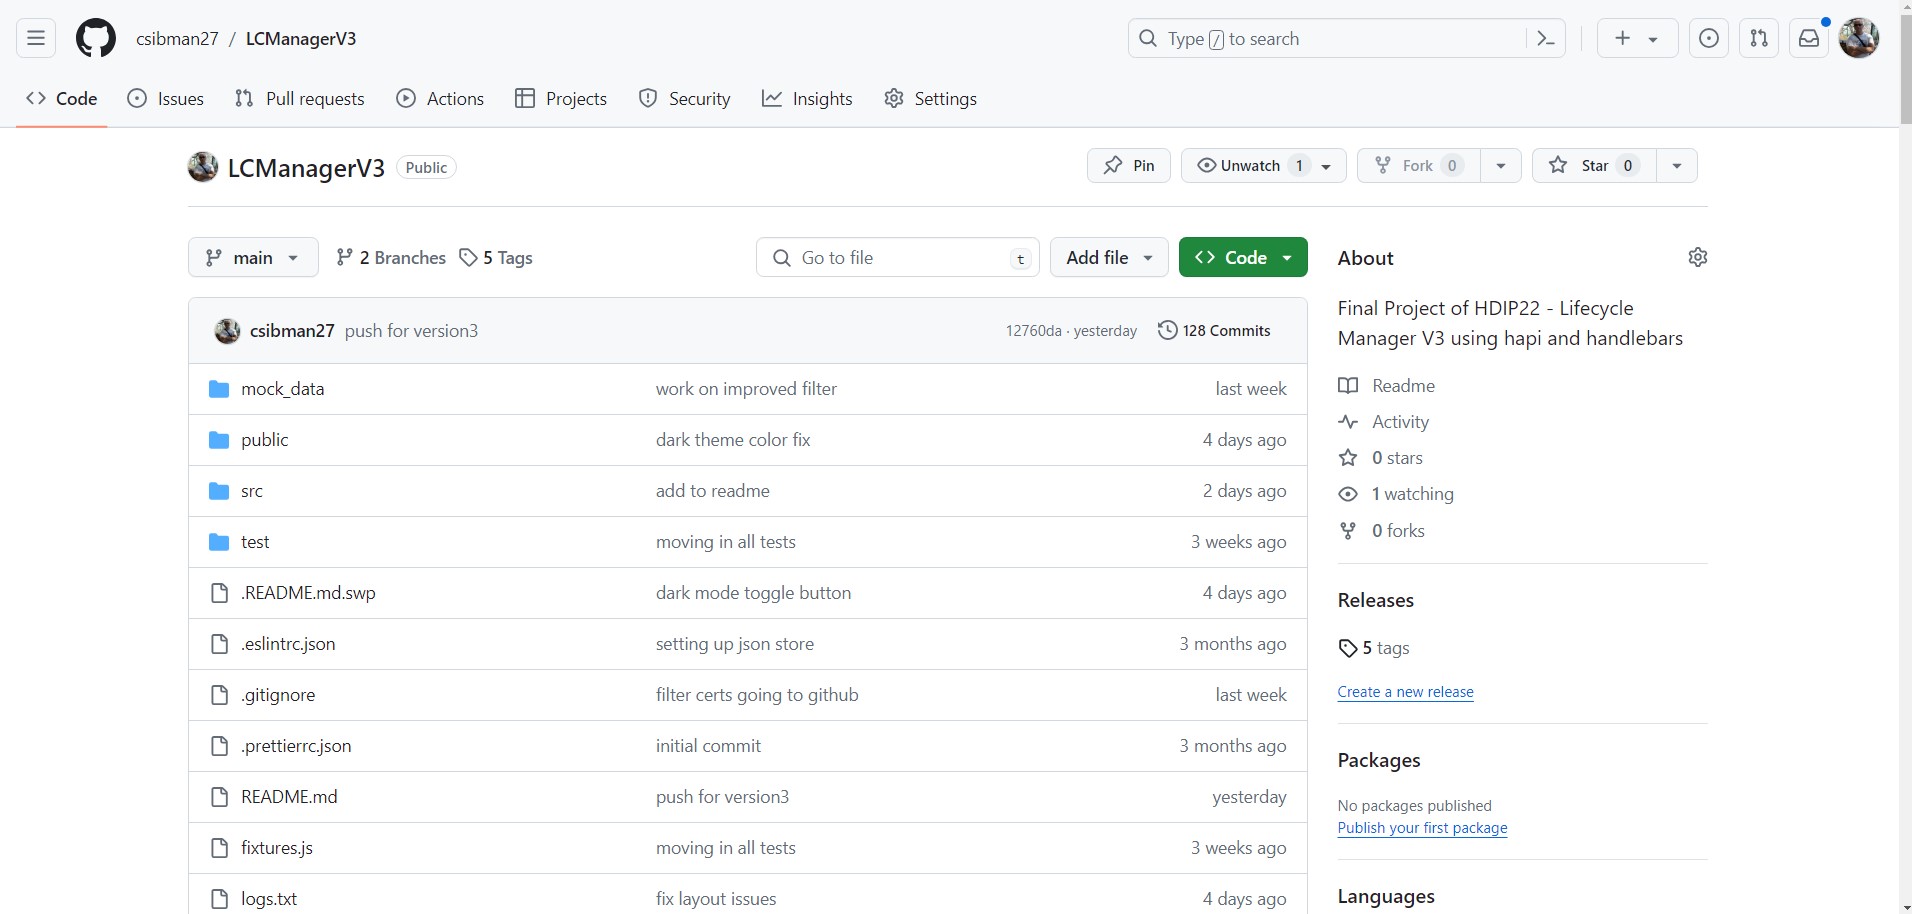 csibman27 / LCManagerV3
Type / to search
Code Issues Pull requests Actions Projects Security Insights Settings
LCManagerV3 Public
Pin Unwatch 1 Fork 0 Star 0
main 2 Branches 5 Tags Go to file t Add file Code
csibman27 push for version3 12760da · yesterday 128 Commits
mock_data work on improved filter last week
public dark theme color fix 4 days ago
src add to readme 2 days ago
test moving in all tests 3 weeks ago
.README.md.swp dark mode toggle button 4 days ago
.eslintrc.json setting up json store 3 months ago
.gitignore filter certs going to github last week
.prettierrc.json initial commit 3 months ago
README.md push for version3 yesterday
fixtures.js moving in all tests 3 weeks ago
logs.txt fix layout issues 4 days ago
About
Final Project of HDIP22 - Lifecycle
Manager V3 using hapi and handlebars
Readme
Activity
0 stars
1 watching
0 forks
Releases
5 tags
Create a new release
Packages
No packages published
Publish your first package
Languages